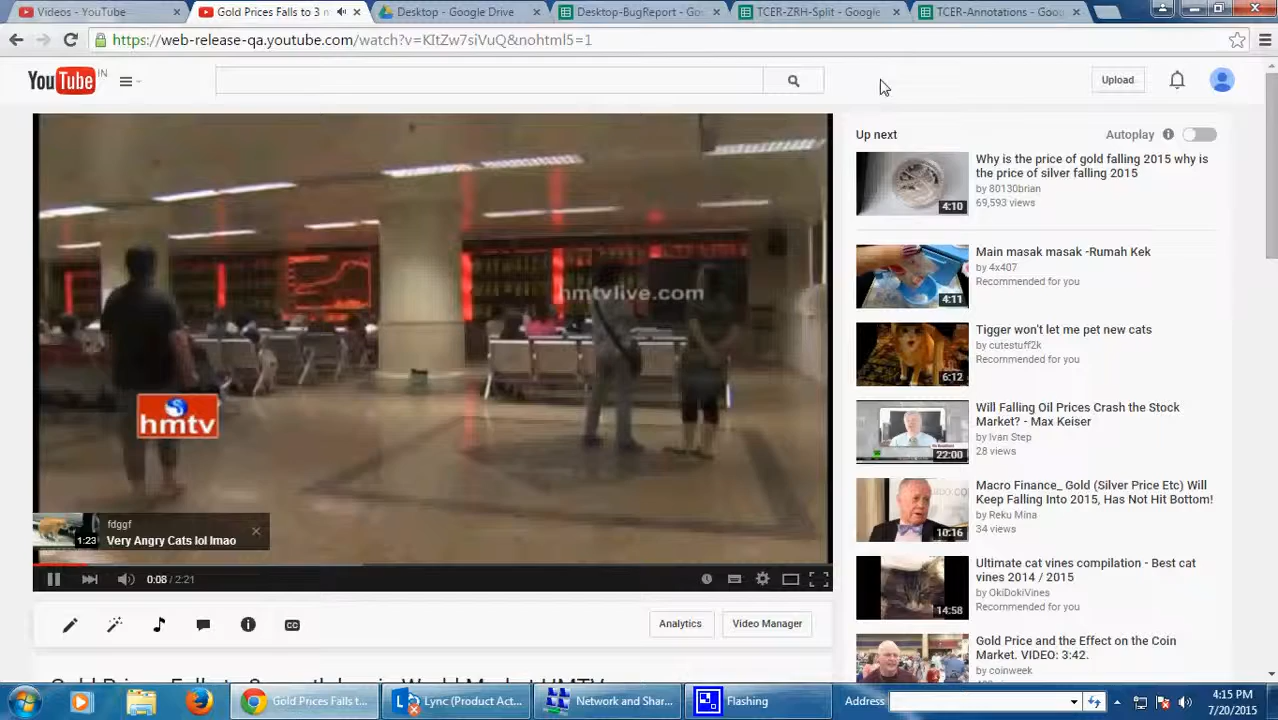 Videos - YouTube
Gold Prices Falls to 3 m
Desktop - Google Drive
Desktop-BugReport - Go
TCER-ZRH-Split - Google
TCER-Annotations - Goo
https://web-release-qa.youtube.com/watch?v=KItZw7sjVuQ&nohtml5=1
YouTube IN
Upload
Up next
Autoplay
Why is the price of gold falling 2015 why is
the price of silver falling 2015
by 80130brian
69,593 views
4:10
Main masak masak -Rumah Kek
by 4x407
Recommended for you
4:11
Tigger won't let me pet new cats
by cutestuff2k
Recommended for you
6:12
Will Falling Oil Prices Crash the Stock
Market? - Max Keiser
by Ivan Step
28 views
22:00
Macro Finance_ Gold (Silver Price Etc) Will
Keep Falling Into 2015, Has Not Hit Bottom!
by Reku Mina
34 views
10:16
Ultimate cat vines compilation - Best cat
vines 2014 / 2015
by OkiDokiVines
Recommended for you
14:58
Gold Price and the Effect on the Coin
Market. VIDEO: 3:42.
by coinweek
hmtvlive.com
hmtv
fdggf
Very Angry Cats lol lmao
1:23
0:08 / 2:21
CC
Analytics
Video Manager
Gold Prices Falls t...
Lync (Product Act...
Network and Shar...
Flashing
Address
4:15 PM
7/20/2015